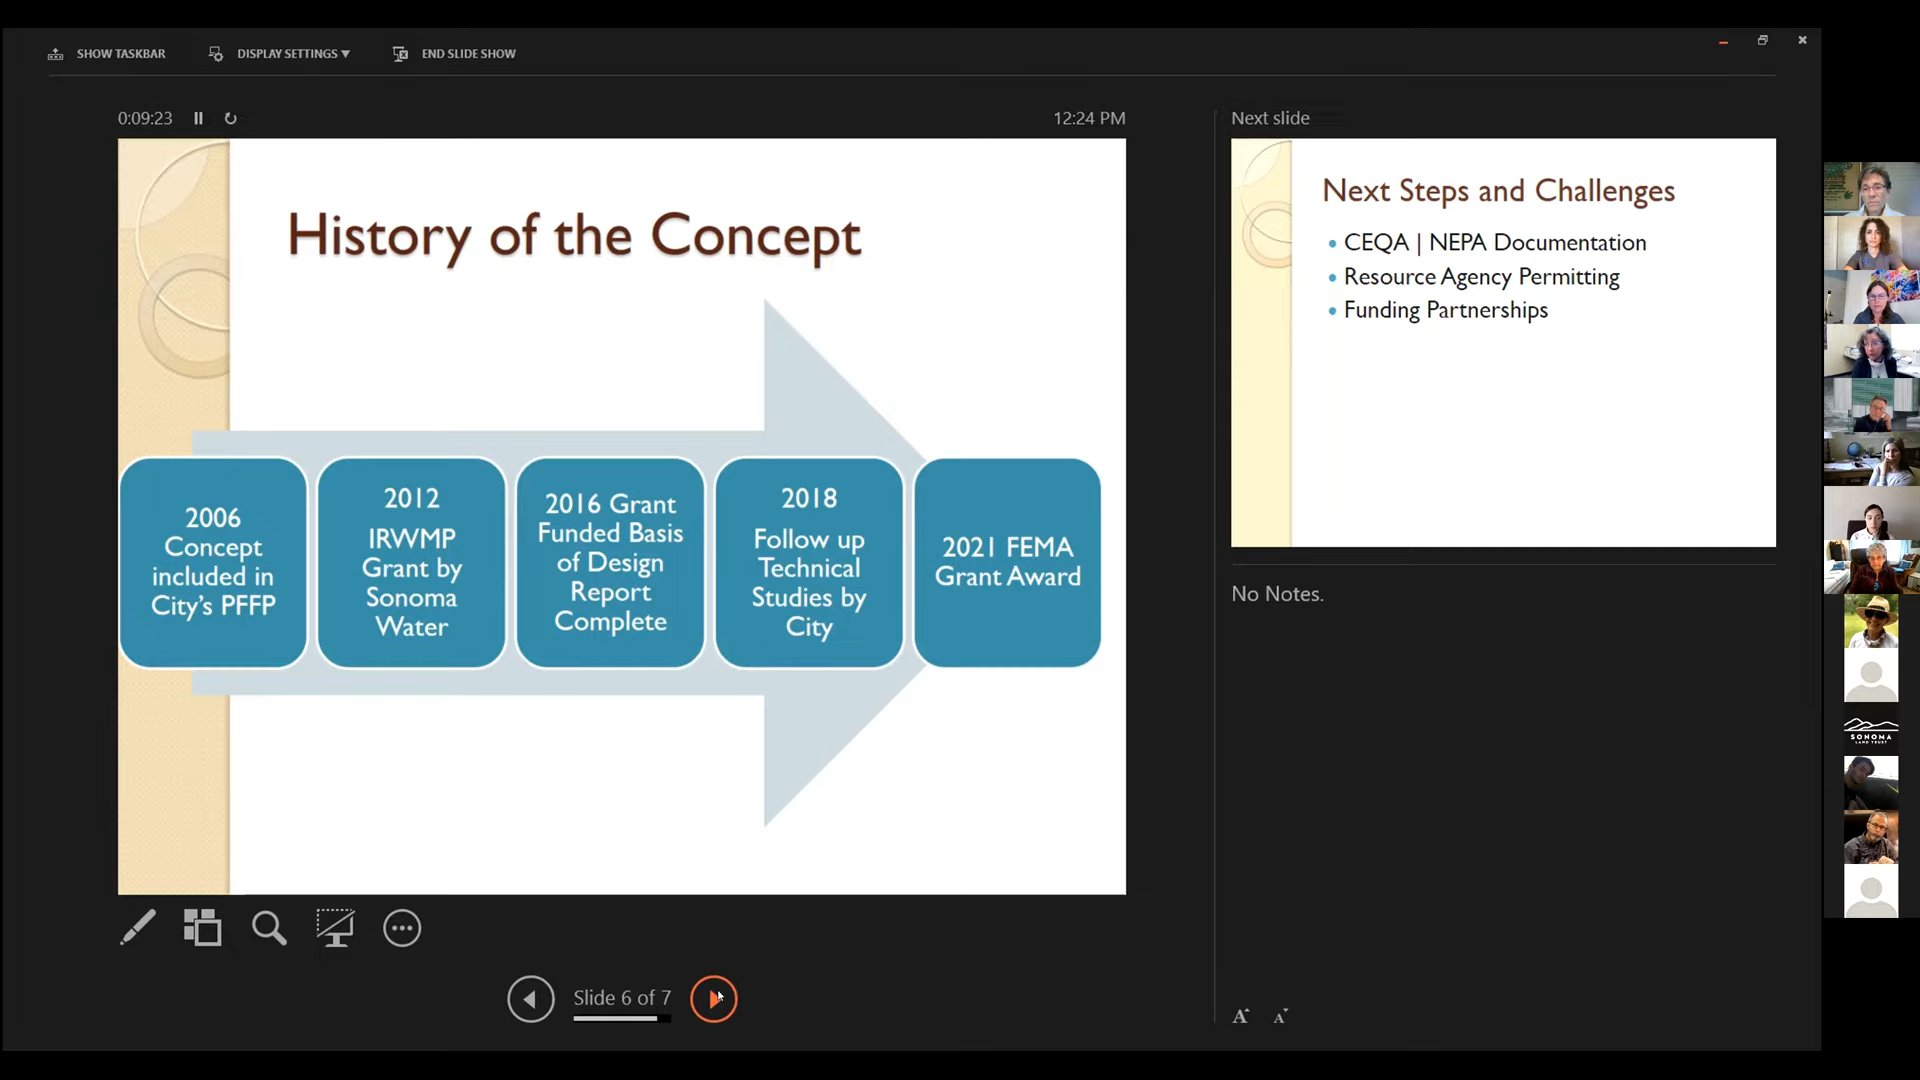 SHOW TASKBAR
DISPLAY SETTINGS ▼
END SLIDE SHOW
0:09:23
12:24 PM
History of the Concept
2006
Concept
included in
City's PFFP
2012
IRWMP
Grant by
Sonoma
Water
2016 Grant
Funded Basis
of Design
Report
Complete
2018
Follow up
Technical
Studies by
City
2021 FEMA
Grant Award
Slide 6 of 7
Next slide
Next Steps and Challenges
• CEQA | NEPA Documentation
• Resource Agency Permitting
• Funding Partnerships
No Notes.
A
A
SONOMA
LAND TRUST